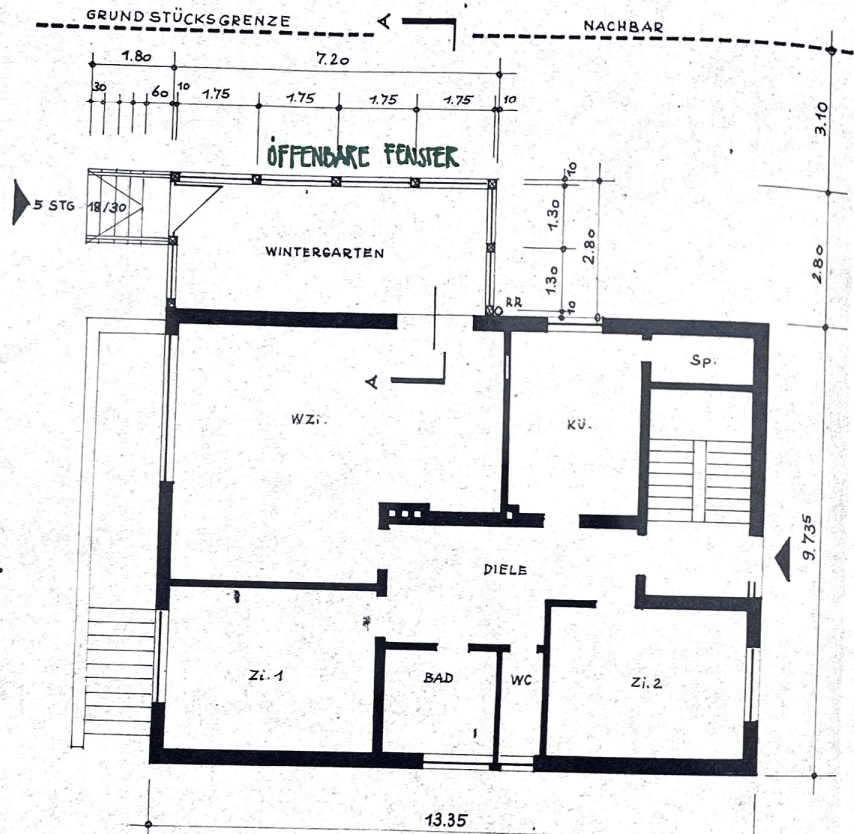 GRUNDSTÜCKSGRENZE A NACHBAR
1.80 7.20
30 60 10 1.75 1.75 1.75 1.75 10
3.10
ÖFFENBARE FENSTER
5 STG 18/30
10
1.30
1.30
10
2.80
2.80
WINTERGARTEN
RR
A
Sp.
WZi.
KÜ.
9.735
DIELE
Zi.1
BAD
WC
Zi.2
13.35